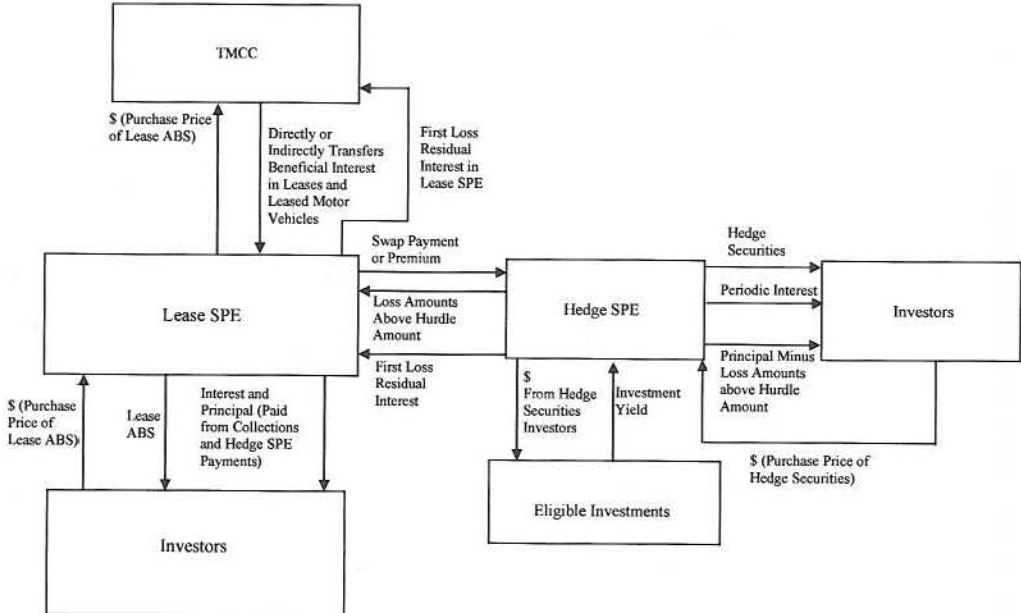 TMCC
$ (Purchase Price
of Lease ABS)
Directly or
Indirectly Transfers
Beneficial Interest
in Leases and
Leased Motor
Vehicles
First Loss
Residual
Interest in
Lease SPE
Lease SPE
Swap Payment
or Premium
Loss Amounts
Above Hurdle
Amount
First Loss
Residual
Interest
Hedge SPE
Hedge
Securities
Periodic Interest
Principal Minus
Loss Amounts
above Hurdle
Amount
Investors
$ (Purchase
Price of
Lease ABS)
Lease
ABS
Interest and
Principal (Paid
from Collections
and Hedge SPE
Payments)
$
From Hedge
Securities
Investors
Investment
Yield
$ (Purchase Price of
Hedge Securities)
Investors
Eligible Investments